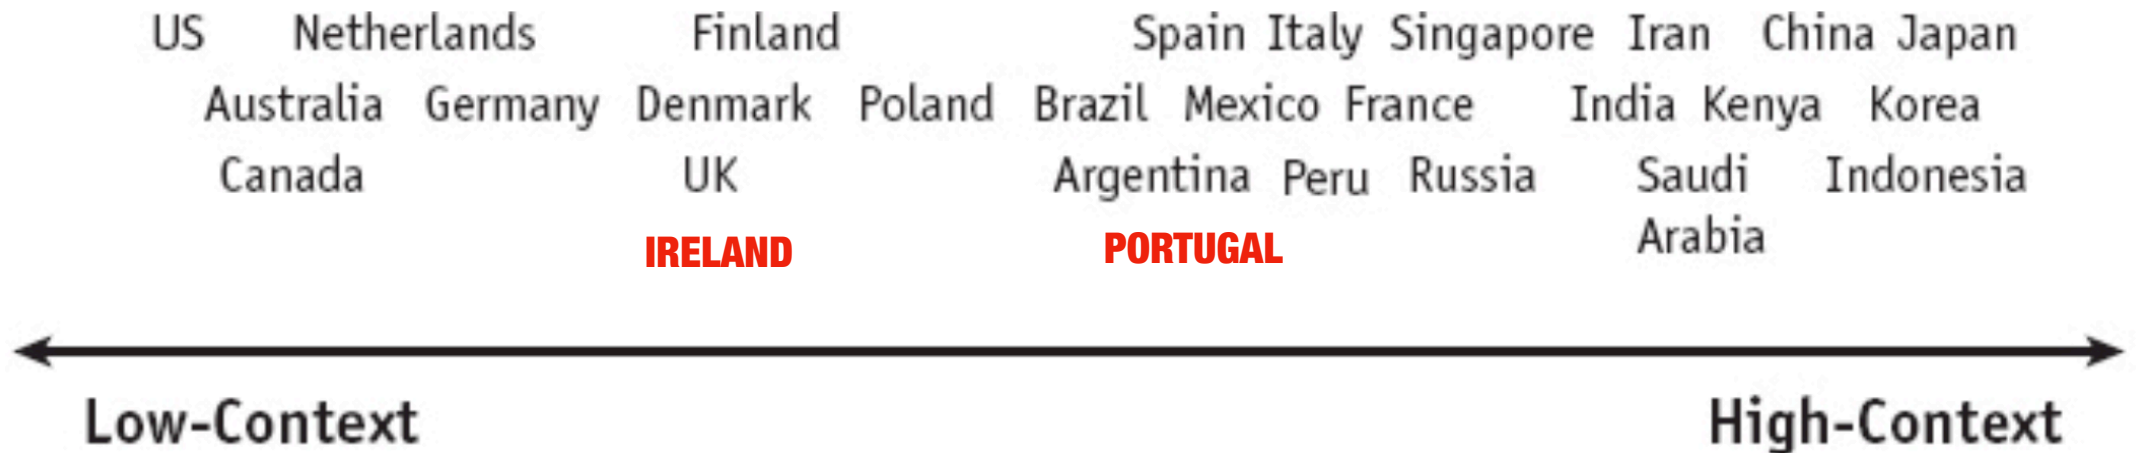 US Netherlands Finland Spain Italy Singapore Iran China Japan
Australia Germany Denmark Poland Brazil Mexico France India Kenya Korea
Canada UK Argentina Peru Russia Saudi Indonesia
Arabia
IRELAND PORTUGAL
Low-Context High-Context